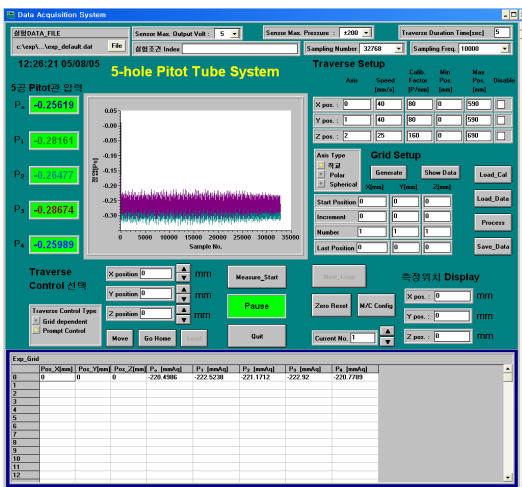 Data Acquisition System
실험DATA_FILE
c:\exp\...\exp_default.dat File
Sensor Max. Output Volt : 5
Sensor Max. Pressure : ±200
Traverse Duration Time[sec] 5
실험조건 Index
Sampling Number 32768
Sampling Freq. 10000
12:26:21 05/08/05
5-hole Pitot Tube System
5공 Pitot관 압력
-0.25619
P₁ -0.28161
P₂ -0.26477
P₃ -0.28674
P₄ -0.25989
정압[Pa]
0.05
0.00
-0.05
-0.10
-0.15
-0.20
-0.25
-0.30
0 5000 10000 15000 20000 25000 30000 35000
Sample No.
Traverse Setup
Axis Speed [mm/s] Calib. Factor [P/mm] Min Pos. [mm] Max Pos. [mm] Disable
X pos. : 0 40 80 0 590
Y pos. : 1 40 80 0 590
Z pos. : 2 25 160 0 690
Axis Type
직교
Polar
Spherical
Grid Setup
Generate Show Data
X[mm] Y[mm] Z[mm]
Start Position 0 0 0
Increment 0 0 0
Number 1 1 1
Last Position 0 0 0
Load_Cal
Load_Data
Process
Save_Data
Traverse
Control 선택
Traverse Control Type
Grid dependent
Prompt Control
X position 0 mm
Y position 0 mm
Z position 0 mm
Move Go Home
Measure_Start
Pause
Quit
Zero Reset M/C Config
Current No. 1
측정위치 Display
X pos. : 0 mm
Y pos. : 0 mm
Z pos. : 0 mm
Exp_Grid
Pos_X[mm] Pos_Y[mm] Pos_Z[mm] [mmAq] P₁ [mmAq] P₂ [mmAq] P₃ [mmAq] P₄ [mmAq]
0 0 0 0 -220.4986 -222.5238 -221.1712 -222.92 -220.7789
1
2
3
4
5
6
7
8
9
10
11
12